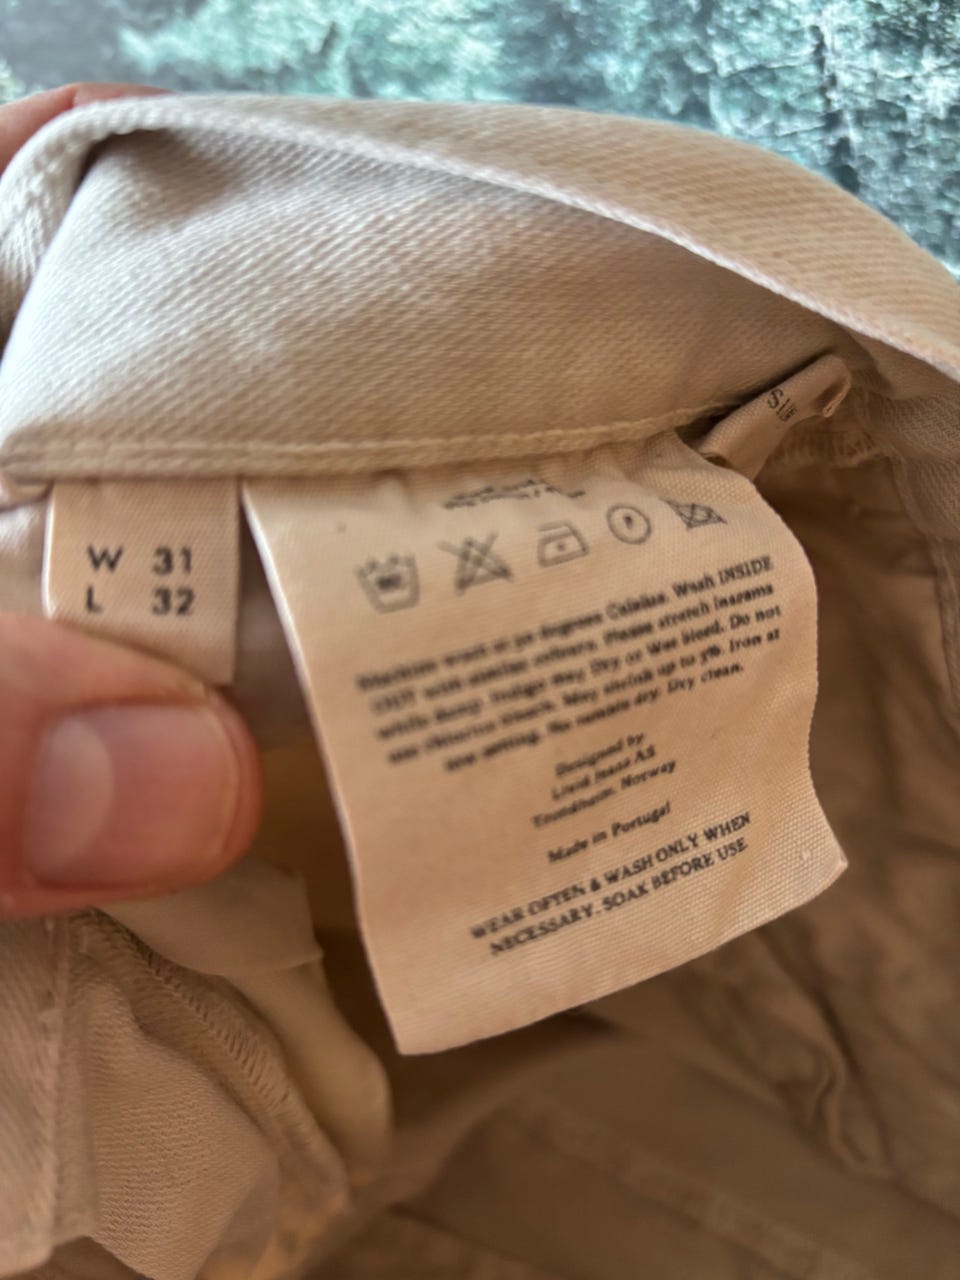 W 31
L 32
Machine wash at 30 degrees Celsius. Wash INSIDE
OUT with similar colours. Please stretch inseams
while damp. Indigo May Dry or Wet bleed. Do not
use chlorine bleach. May shrink up to 3%. Iron at
low setting. No tumble dry. Dry clean.
Designed by
Livid Jeans AS
Trondheim, Norway
Made in Portugal
WEAR OFTEN & WASH ONLY WHEN
NECESSARY. SOAK BEFORE USE